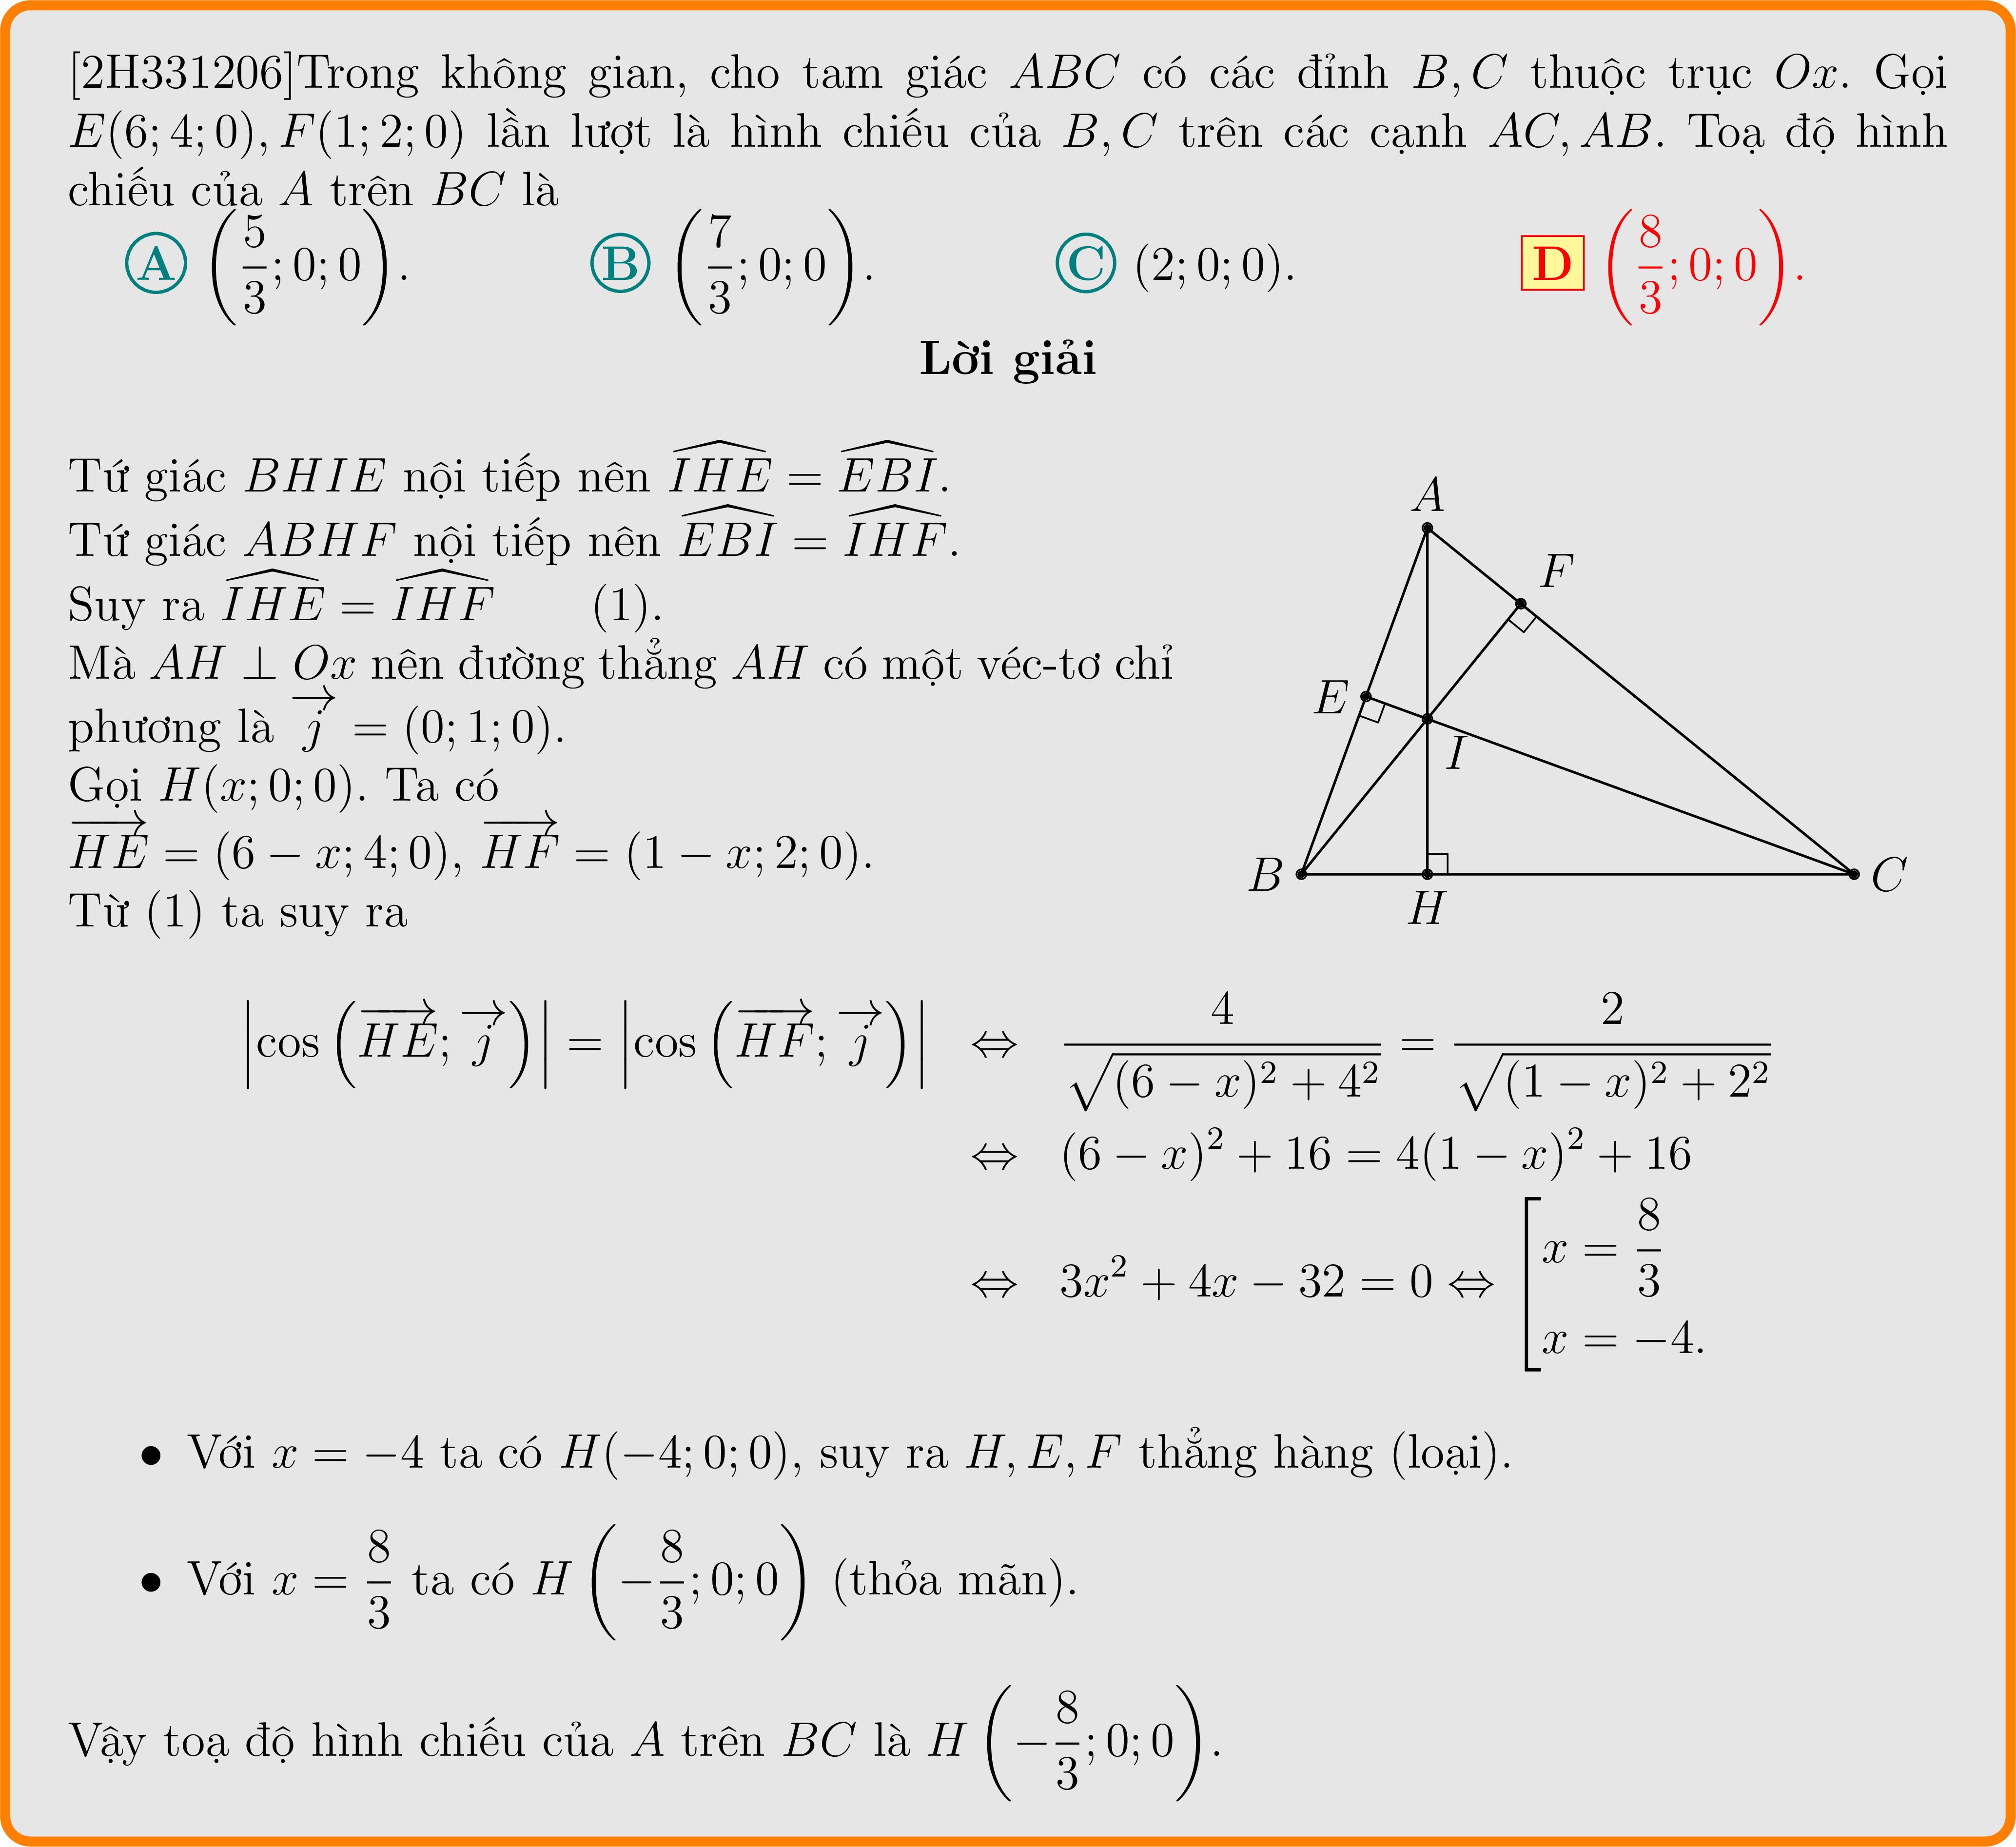 [2H331206]Trong không gian, cho tam giác $ABC$ có các đỉnh $B, C$ thuộc trục $Ox$. Gọi
$E(6; 4; 0), F(1; 2; 0)$ lần lượt là hình chiếu của $B, C$ trên các cạnh $AC, AB$. Toạ độ hình
chiếu của $A$ trên $BC$ là
A $\left(\dfrac{5}{3}; 0; 0\right)$. B $\left(\dfrac{7}{3}; 0; 0\right)$. C $(2; 0; 0)$. D $\left(\dfrac{8}{3}; 0; 0\right)$.
Lời giải
Tứ giác $BHIE$ nội tiếp nên $\widehat{IHE} = \widehat{EBI}$.
Tứ giác $ABHF$ nội tiếp nên $\widehat{EBI} = \widehat{IHF}$.
Suy ra $\widehat{IHE} = \widehat{IHF}$ (1).
Mà $AH \perp Ox$ nên đường thẳng $AH$ có một véc-tơ chỉ
phương là $\overrightarrow{j} = (0; 1; 0)$.
Gọi $H(x; 0; 0)$. Ta có
$\overrightarrow{HE} = (6 - x; 4; 0)$, $\overrightarrow{HF} = (1 - x; 2; 0)$.
Từ (1) ta suy ra
A
F
E
I
B
H
C
$\left|\cos\left(\overrightarrow{HE}; \overrightarrow{j}\right)\right| = \left|\cos\left(\overrightarrow{HF}; \overrightarrow{j}\right)\right| \Leftrightarrow \dfrac{4}{\sqrt{(6 - x)^2 + 4^2}} = \dfrac{2}{\sqrt{(1 - x)^2 + 2^2}}$
$\Leftrightarrow (6 - x)^2 + 16 = 4(1 - x)^2 + 16$
$\Leftrightarrow 3x^2 + 4x - 32 = 0 \Leftrightarrow \left[\begin{array}{l} x = \dfrac{8}{3} \\ x = -4. \end{array}\right.$
• Với $x = -4$ ta có $H(-4; 0; 0)$, suy ra $H, E, F$ thẳng hàng (loại).
• Với $x = \dfrac{8}{3}$ ta có $H\left(-\dfrac{8}{3}; 0; 0\right)$ (thỏa mãn).
Vậy toạ độ hình chiếu của $A$ trên $BC$ là $H\left(-\dfrac{8}{3}; 0; 0\right)$.